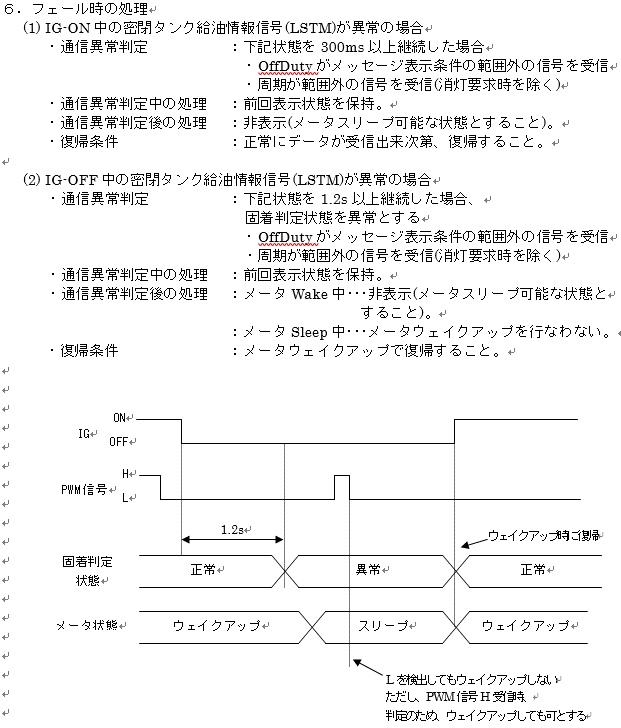 ６．フェール時の処理
(1) IG-ON 中の密閉タンク給油情報信号(LSTM)が異常の場合
・通信異常判定 ：下記状態を 300ms 以上継続した場合
・OffDuty がメッセージ表示条件の範囲外の信号を受信
・周期が範囲外の信号を受信(消灯要求時を除く)
・通信異常判定中の処理 ：前回表示状態を保持。
・通信異常判定後の処理 ：非表示(メータスリープ可能な状態とすること)。
・復帰条件 ：正常にデータが受信出来次第、復帰すること。
(2) IG-OFF 中の密閉タンク給油情報信号(LSTM)が異常の場合
・通信異常判定 ：下記状態を 1.2s 以上継続した場合、
固着判定状態を異常とする
・OffDuty がメッセージ表示条件の範囲外の信号を受信
・周期が範囲外の信号を受信(消灯要求時を除く)
・通信異常判定中の処理 ：前回表示状態を保持。
・通信異常判定後の処理 ：メータ Wake 中･･･非表示(メータスリープ可能な状態と
すること)。
：メータ Sleep 中･･･メータウェイクアップを行なわない。
・復帰条件 ：メータウェイクアップで復帰すること。
ON
IG
OFF
H
PWM信号
L
1.2s
ウェイクアップ時に復帰
固着判定
状態
正常 異常 正常
メータ状態 ウェイクアップ スリープ ウェイクアップ
Lを検出してもウェイクアップしない
ただし、PWM信号H受信時、
判定のため、ウェイクアップしても可とする